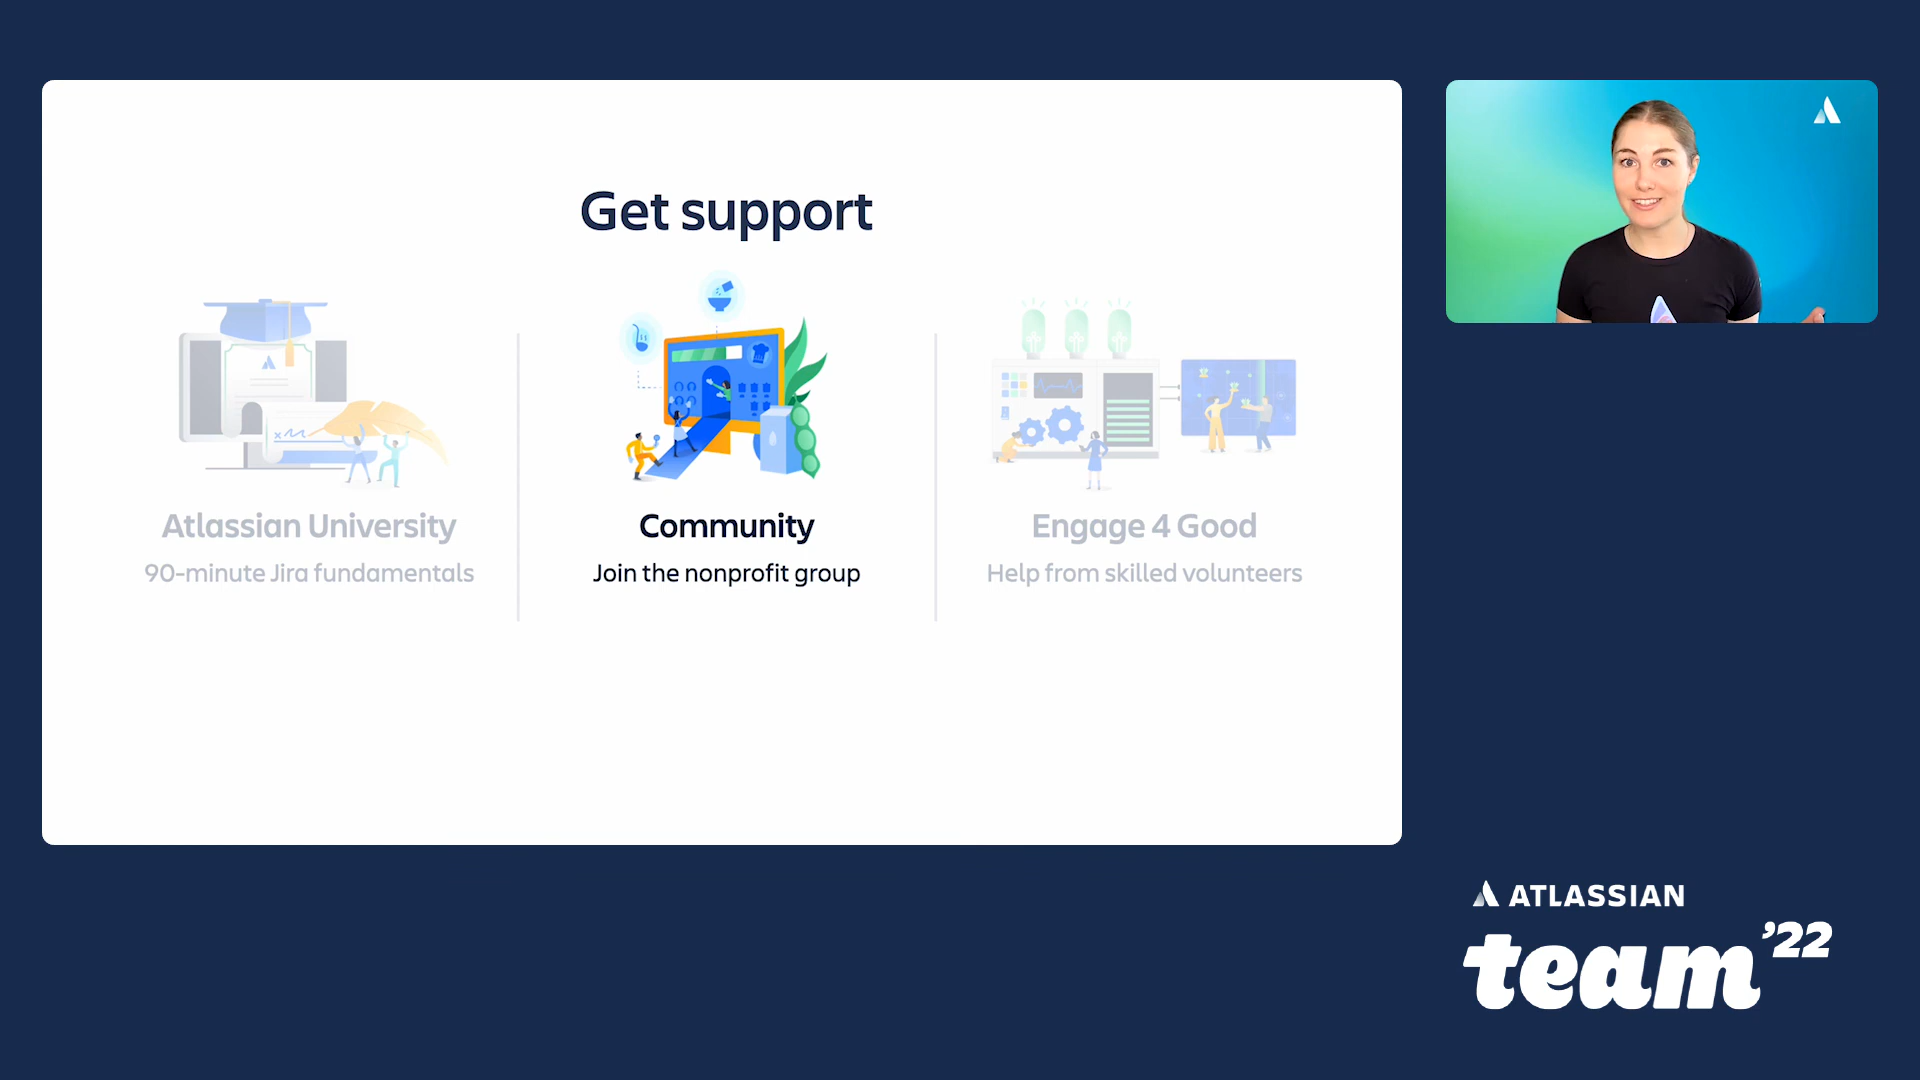 Get support
Atlassian University
90-minute Jira fundamentals
Community
Join the nonprofit group
Engage 4 Good
Help from skilled volunteers
ATLASSIAN
team '22